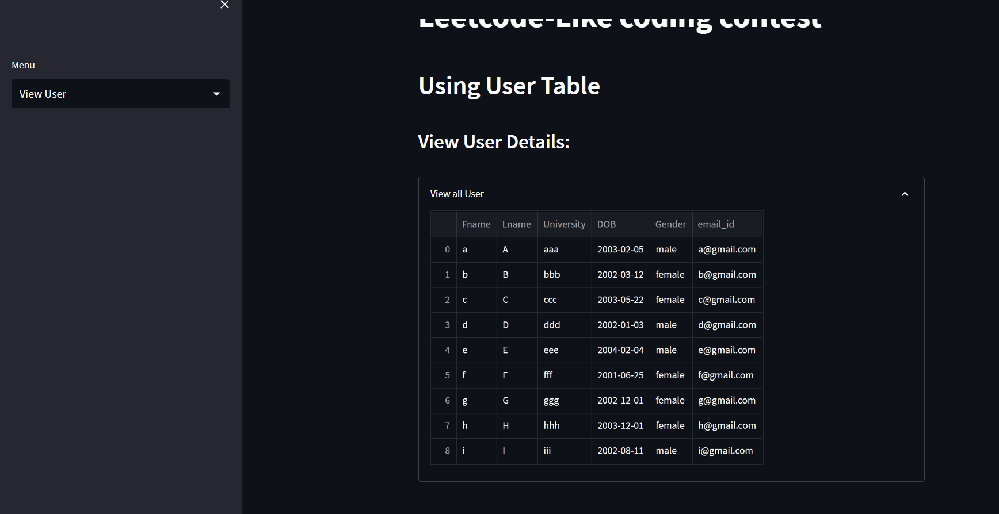 Menu
View User
Leetcode-Like coding contest
Using User Table
View User Details:
View all User
Fname Lname University DOB Gender email_id
0 a A aaa 2003-02-05 male a@gmail.com
1 b B bbb 2002-03-12 female b@gmail.com
2 c C ccc 2003-05-22 female c@gmail.com
3 d D ddd 2002-01-03 male d@gmail.com
4 e E eee 2004-02-04 male e@gmail.com
5 f F fff 2001-06-25 female f@gmail.com
6 g G ggg 2002-12-01 female g@gmail.com
7 h H hhh 2003-12-01 female h@gmail.com
8 i I iii 2002-08-11 male i@gmail.com